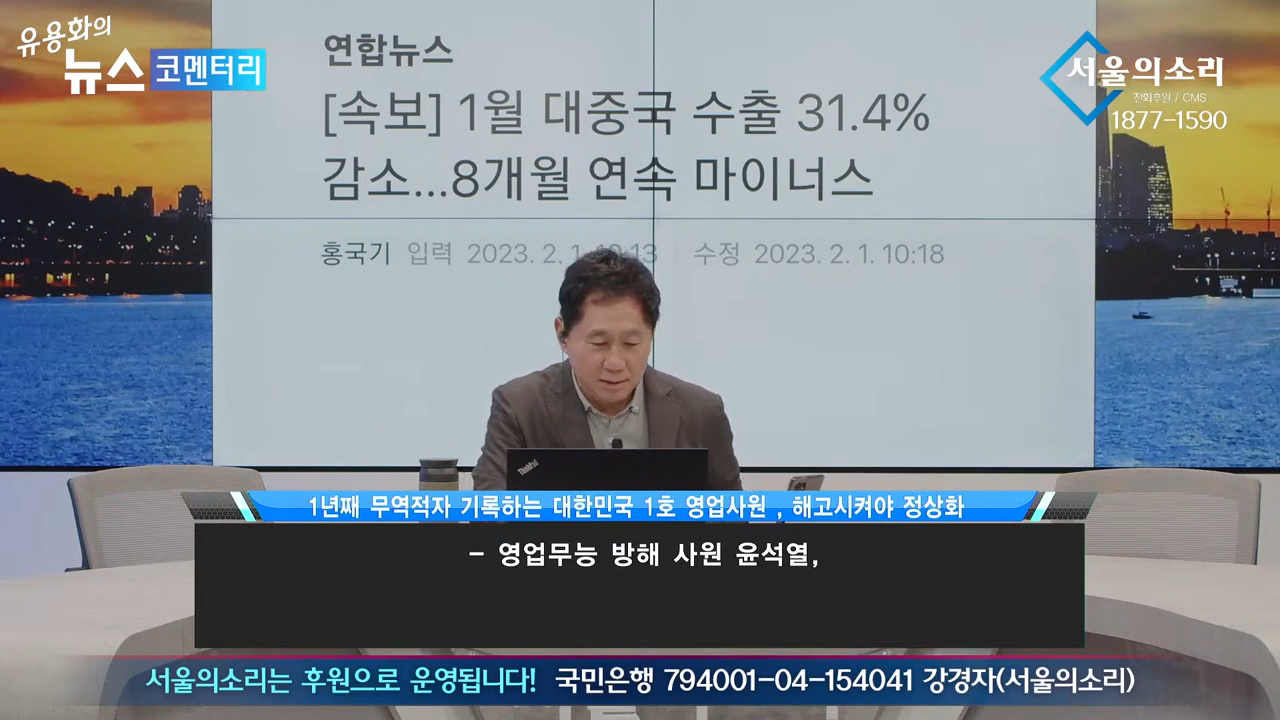 유용화의
뉴스 코멘터리
서울의소리
전화후원 / CMS
1877-1590
연합뉴스
[속보] 1월 대중국 수출 31.4%
감소...8개월 연속 마이너스
홍국기 입력 2023. 2. 1. 10:13 | 수정 2023. 2. 1. 10:18
ThinkPad
1년째 무역적자 기록하는 대한민국 1호 영업사원 , 해고시켜야 정상화
- 영업무능 방해 사원 윤석열,
서울의소리는 후원으로 운영됩니다! 국민은행 794001-04-154041 강경자(서울의소리)